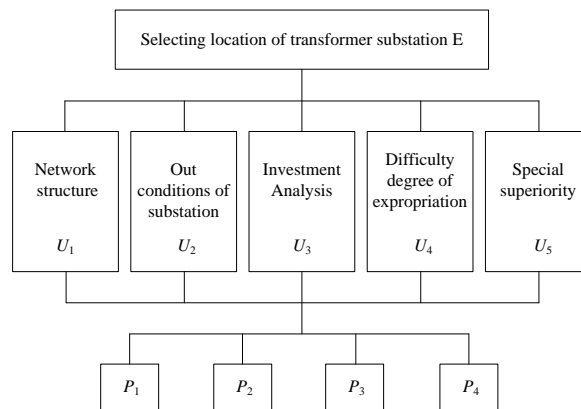 Selecting location of transformer substation E
Network
structure
U1
Out
conditions of
substation
U2
Investment
Analysis
U3
Difficulty
degree of
expropriation
U4
Special
superiority
U5
P1
P2
P3
P4